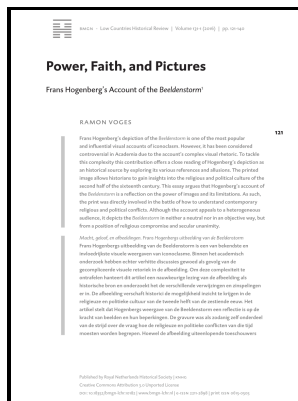 BMGN - Low Countries Historical Review | Volume 131-1 (2016) | pp. 121-140
Power, Faith, and Pictures
Frans Hogenberg's Account of the Beeldenstorm¹
RAMON VOGES
121
Frans Hogenberg's depiction of the Beeldenstorm is one of the most popular
and influential visual accounts of iconoclasm. However, it has been considered
controversial in Academia due to the account's complex visual rhetoric. To tackle
this complexity this contribution offers a close reading of Hogenberg's depiction as
an historical source by exploring its various references and allusions. The printed
image allows historians to gain insights into the religious and political culture of the
second half of the sixteenth century. This essay argues that Hogenberg's account of
the Beeldenstorm is a reflection on the power of images and its limitations. As such,
the print was directly involved in the battle of how to understand contemporary
religious and political conflicts. Although the account appeals to a heterogeneous
audience, it depicts the Beeldenstorm in neither a neutral nor in an objective way, but
from a position of religious compromise and secular unanimity.
Macht, geloof, en afbeeldingen. Frans Hogenbergs uitbeelding van de Beeldenstorm
Frans Hogenbergs uitbeelding van de Beeldenstorm is een van bekendste en
invloedrijkste visuele weergaven van iconoclasme. Binnen het academisch
onderzoek hebben echter verhitte discussies gewoed als gevolg van de
gecompliceerde visuele retoriek in de afbeelding. Om deze complexiteit te
ontrafelen hanteert dit artikel een nauwkeurige lezing van de afbeelding als
historische bron en onderzoekt het de verschillende verwijzingen en zinspelingen
er in. De afbeelding verschaft historici de mogelijkheid inzicht te krijgen in de
religieuze en politieke cultuur van de tweede helft van de zestiende eeuw. Het
artikel stelt dat Hogenbergs weergave van de Beeldenstorm een reflectie is op de
kracht van beelden en hun beperkingen. De gravure was als zodanig zelf onderdeel
van de strijd over de vraag hoe de religieuze en politieke conflicten van die tijd
moesten worden begrepen. Hoewel de afbeelding uiteenlopende toeschouwers
Published by Royal Netherlands Historical Society | KNHG
Creative Commons Attribution 3.0 Unported License